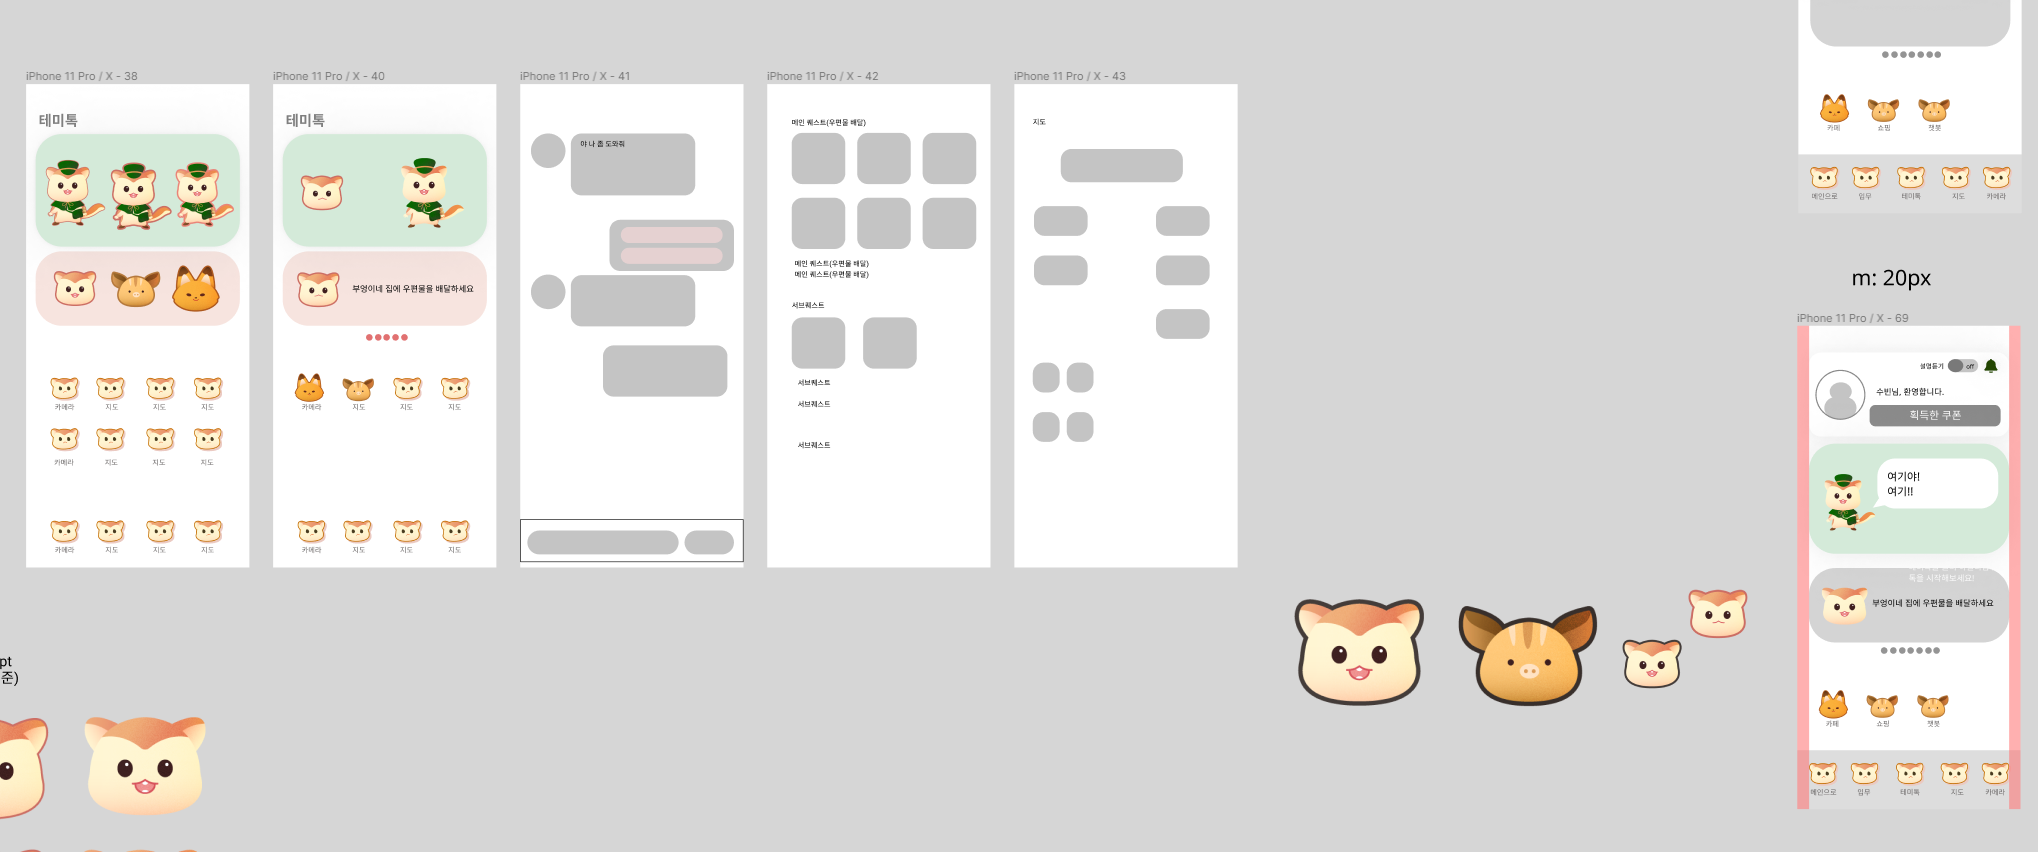 iPhone 11 Pro / X - 38
테미톡
카메라
지도
지도
지도
카메라
지도
지도
지도
카메라
지도
지도
지도
iPhone 11 Pro / X - 40
테미톡
부엉이네 집에 우편물을 배달하세요
카메라
지도
지도
지도
카메라
지도
지도
지도
iPhone 11 Pro / X - 41
야 나 좀 도와줘
iPhone 11 Pro / X - 42
메인 퀘스트(우편물 배달)
메인 퀘스트(우편물 배달)
메인 퀘스트(우편물 배달)
서브퀘스트
서브퀘스트
서브퀘스트
서브퀘스트
iPhone 11 Pro / X - 43
지도
카페
쇼핑
챗봇
메인으로
임무
테미톡
지도
카메라
m: 20px
iPhone 11 Pro / X - 69
설명듣기
off
수빈님, 환영합니다.
획득한 쿠폰
여기야!
여기!!
톡을 시작해보세요!
부엉이네 집에 우편물을 배달하세요
카페
쇼핑
챗봇
메인으로
임무
테미톡
지도
카메라
pt
준)